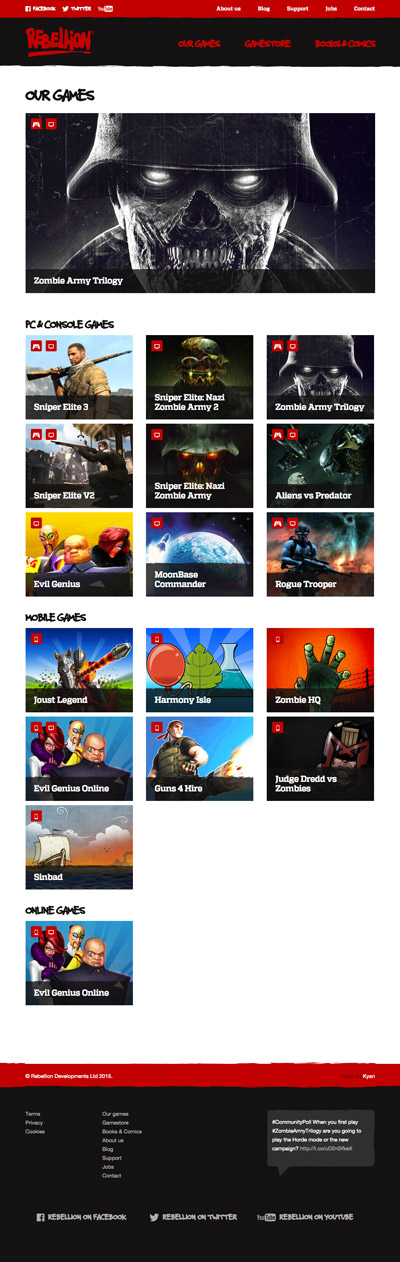 FACEBOOK TWITTER YouTube About us Blog Support Jobs Contact
REBELLION OUR GAMES GAMESTORE BOOKS & COMICS
OUR GAMES
Zombie Army Trilogy
PC & CONSOLE GAMES
Sniper Elite 3
Sniper Elite: Nazi
Zombie Army 2
Zombie Army Trilogy
Sniper Elite V2
Sniper Elite: Nazi
Zombie Army
Aliens vs Predator
Evil Genius
MoonBase
Commander
Rogue Trooper
MOBILE GAMES
Joust Legend
Harmony Isle
Zombie HQ
Evil Genius Online
Guns 4 Hire
Judge Dredd vs
Zombies
Sinbad
ONLINE GAMES
Evil Genius Online
© Rebellion Developments Ltd 2015. Kyan
Terms
Privacy
Cookies
Our games
Gamestore
Books & Comics
About us
Blog
Support
Jobs
Contact
#CommunityPoll When you first play
#ZombieArmyTrilogy are you going to
play the Horde mode or the new
campaign?
REBELLION ON FACEBOOK REBELLION ON TWITTER YouTube REBELLION ON YOUTUBE